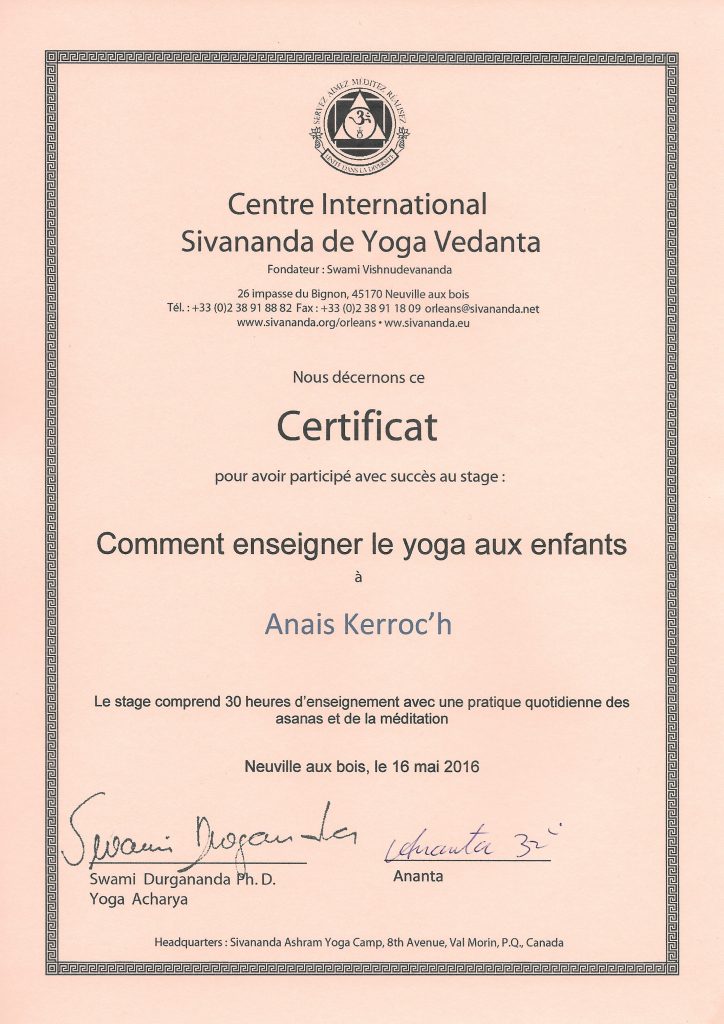 SERVEZ AIMEZ MÉDITEZ RÉALISEZ
UNITÉ DANS LA DIVERSITÉ
Centre International
Sivananda de Yoga Vedanta
Fondateur : Swami Vishnudevananda
26 impasse du Bignon, 45170 Neuville aux bois
Tél. : +33 (0)2 38 91 88 82 Fax : +33 (0)2 38 91 18 09 orleans@sivananda.net
www.sivananda.org/orleans • ww.sivananda.eu
Nous décernons ce
Certificat
pour avoir participé avec succès au stage :
Comment enseigner le yoga aux enfants
à
Anais Kerroc’h
Le stage comprend 30 heures d’enseignement avec une pratique quotidienne des
asanas et de la méditation
Neuville aux bois, le 16 mai 2016
Swami Durgananda Ph. D.
Yoga Acharya
Ananta
Headquarters : Sivananda Ashram Yoga Camp, 8th Avenue, Val Morin, P.Q., Canada